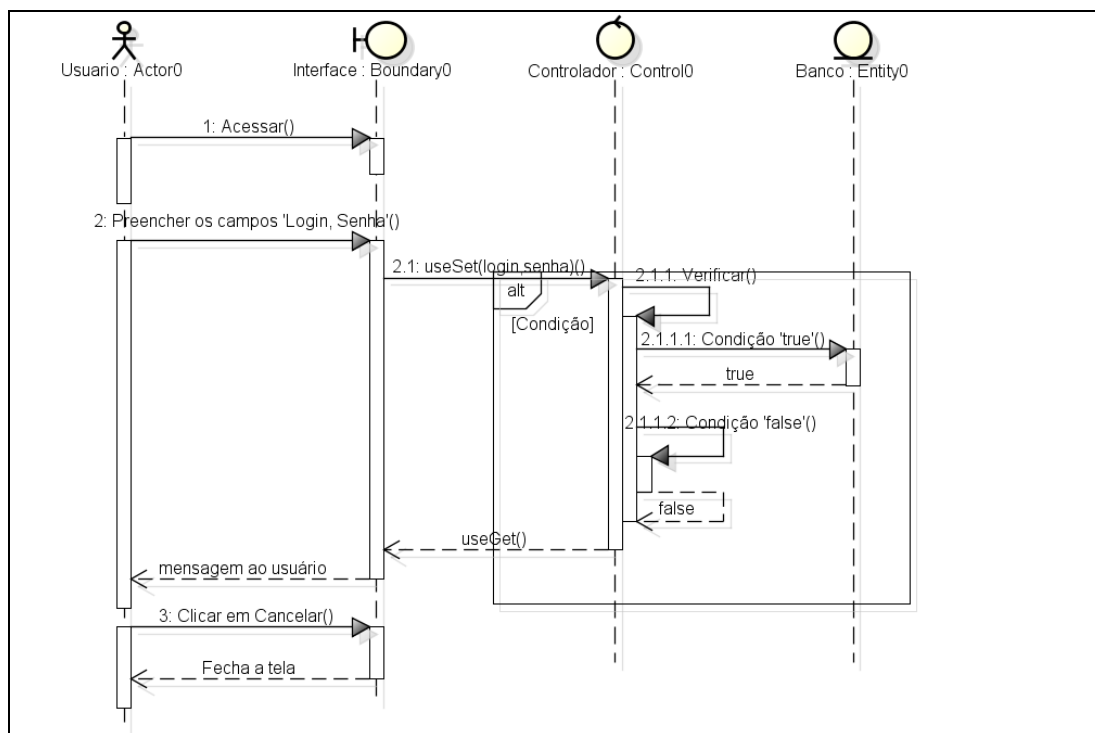 Usuario : Actor0
Interface : Boundary0
Controlador : Control0
Banco : Entity0
1: Acessar()
2: Preencher os campos 'Login, Senha'()
2.1: useSet(login,senha)()
alt
[Condição]
2.1.1: Verificar()
2.1.1.1: Condição 'true'()
true
2.1.1.2: Condição 'false'()
false
useGet()
mensagem ao usuário
3: Clicar em Cancelar()
Fecha a tela